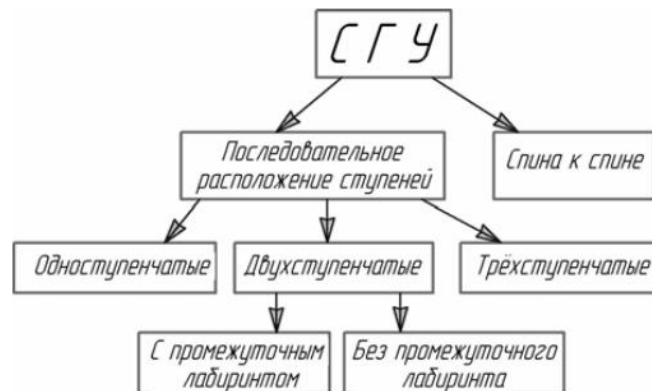 СГУ
Последовательное
расположение ступеней
Спина к спине
Одноступенчатые
Двухступенчатые
Трёхступенчатые
С промежуточным
лабиринтом
Без промежуточного
лабиринта